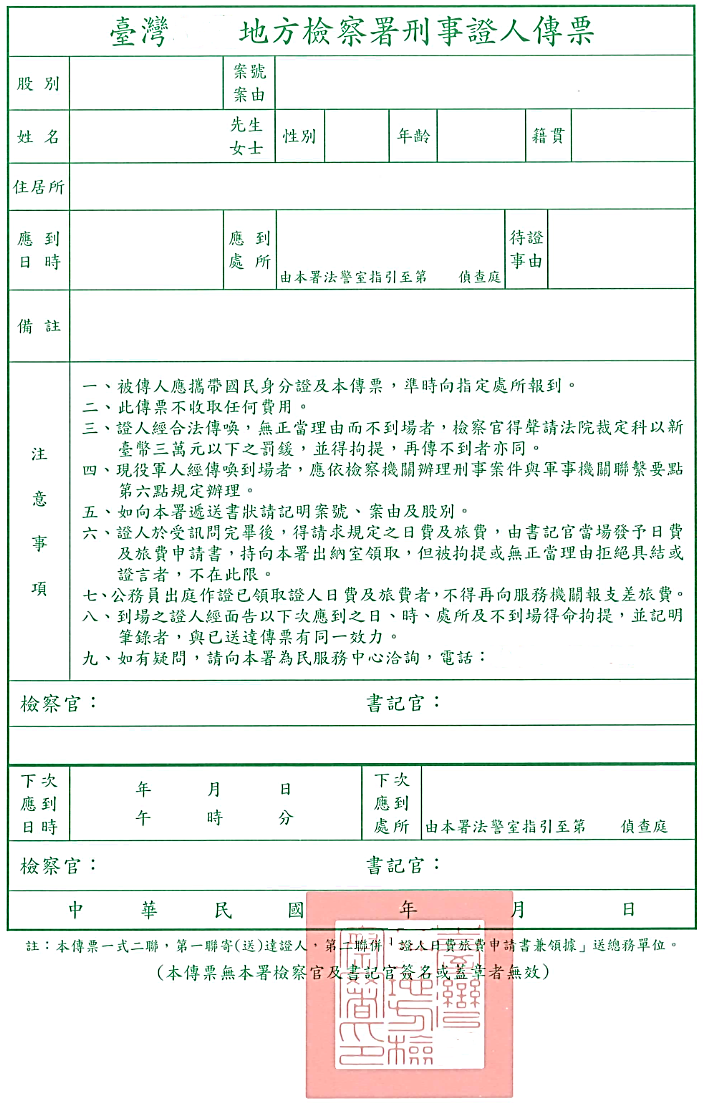 臺灣 地方檢察署刑事證人傳票
股別
案號
案由
姓名
先生
女士
性別
年齡
籍貫
住居所
應到
日時
應到
處所
由本署法警室指引至第 偵查庭
待證
事由
備註
注意事項
一、被傳人應攜帶國民身分證及本傳票，準時向指定處所報到。
二、此傳票不收取任何費用。
三、證人經合法傳喚，無正當理由而不到場者，檢察官得聲請法院裁定科以新
臺幣三萬元以下之罰鍰，並得拘提，再傳不到者亦同。
四、現役軍人經傳喚到場者，應依檢察機關辦理刑事案件與軍事機關聯繫要點
第六點規定辦理。
五、如向本署遞送書狀請記明案號、案由及股別。
六、證人於受訊問完畢後，得請求規定之日費及旅費，由書記官當場發予日費
及旅費申請書，持向本署出納室領取，但被拘提或無正當理由拒絕具結或
證言者，不在此限。
七、公務員出庭作證已領取證人日費及旅費者，不得再向服務機關報支差旅費。
八、到場之證人經面告以下次應到之日、時、處所及不到場得命拘提，並記明
筆錄者，與已送達傳票有同一效力。
九、如有疑問，請向本署為民服務中心洽詢，電話：
檢察官： 書記官：
下次
應到
日時
年 月 日
午 時 分
下次
應到
處所
由本署法警室指引至第 偵查庭
檢察官： 書記官：
中華民國 年 月 日
註：本傳票一式二聯，第一聯寄(送)達證人，第二聯併「證人日費旅費申請書兼領據」送總務單位。
(本傳票無本署檢察官及書記官簽名或蓋章者無效)
臺灣
地方檢
察署印